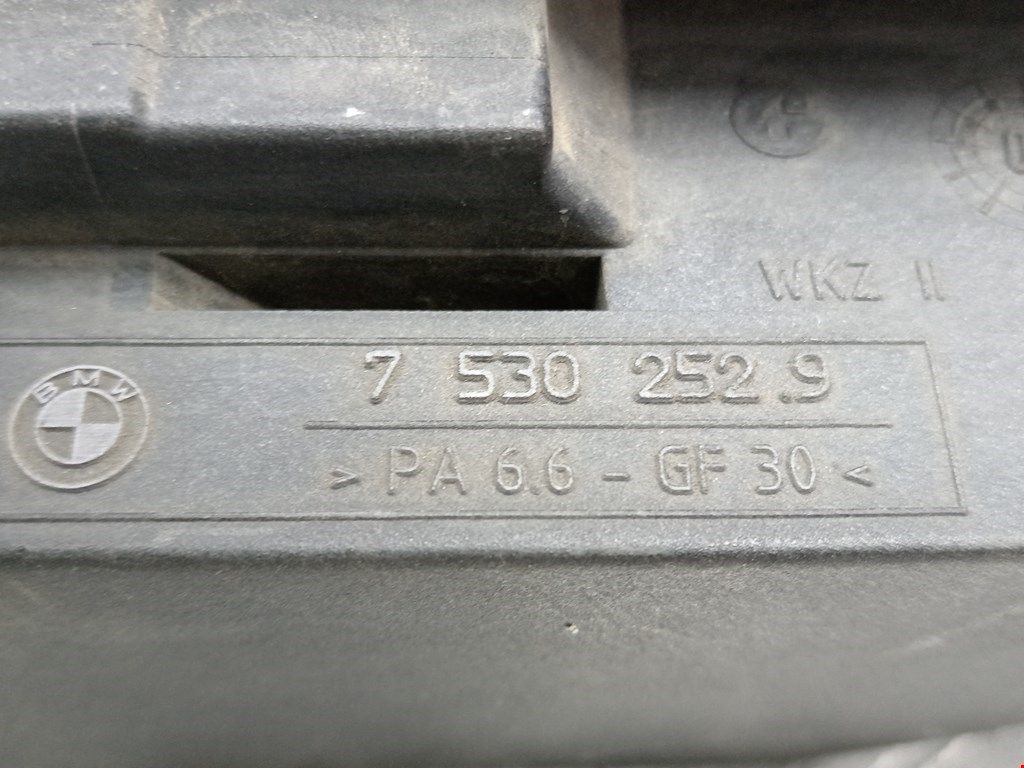 WKZ II
BMW
7 530 252.9
> PA 6.6 - GF 30 <